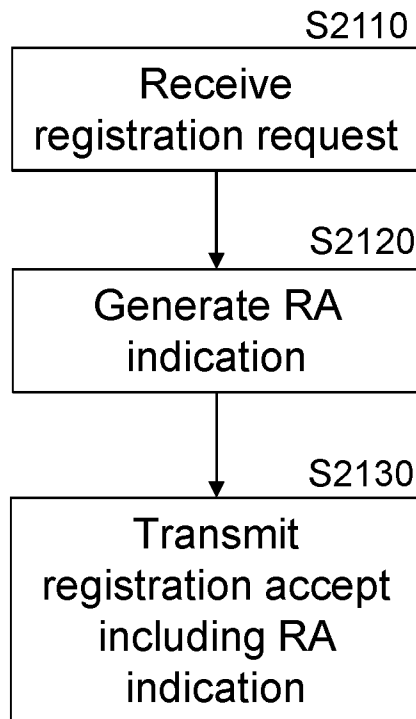 S2110
Receive
registration request
S2120
Generate RA
indication
S2130
Transmit
registration accept
including RA
indication